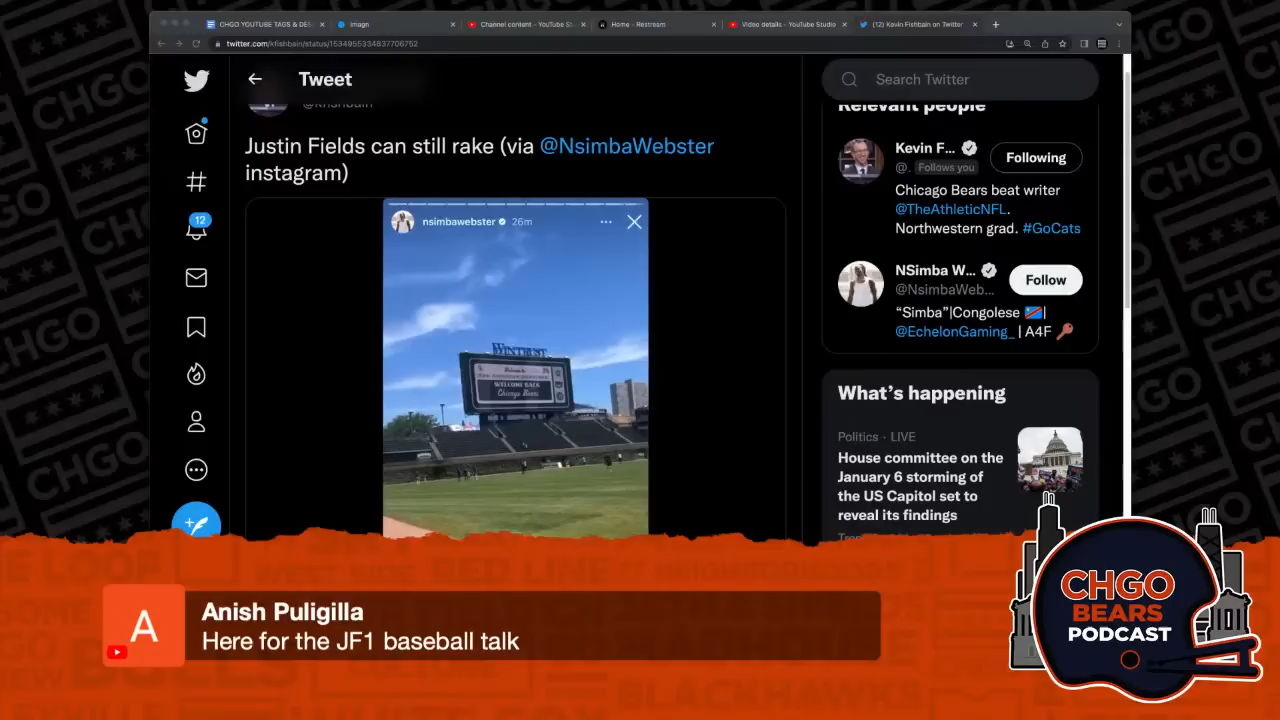 CHGO YOUTUBE TAGS & DES
Imagn
Channel content - YouTube St
Home - Restream
Video details - YouTube Studio
(12) Kevin Fishbain on Twitter
twitter.com/kfishbain/status/1534955334837706752
Tweet
Search Twitter
@kfishbain
Relevant people
Justin Fields can still rake (via @NsimbaWebster
instagram)
Kevin F...
@. Follows you
Following
Chicago Bears beat writer
@TheAthleticNFL.
Northwestern grad. #GoCats
nsimbawebster 26m
12
NSimba W...
@NsimbaWeb...
Follow
“Simba”|Congolese |
@EchelonGaming_ | A4F
WINTRUST
WELCOME BACK
Chicago Bears
What’s happening
Politics · LIVE
House committee on the
January 6 storming of
the US Capitol set to
reveal its findings
A
Anish Puligilla
Here for the JF1 baseball talk
CHGO
BEARS
PODCAST